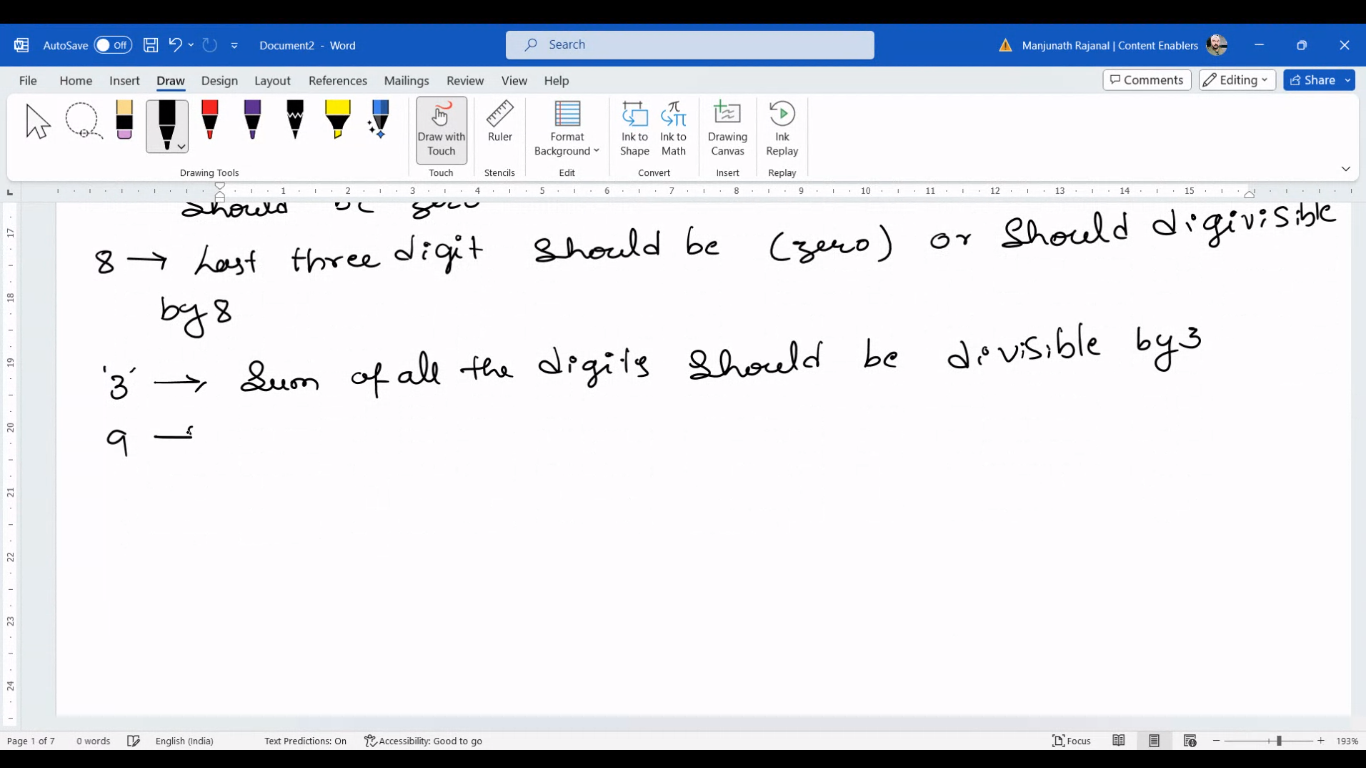 AutoSave Off Document2 - Word Search Manjunath Rajanal | Content Enablers
File Home Insert Draw Design Layout References Mailings Review View Help Comments Editing Share
Draw with Touch Ruler Format Background Ink to Shape Ink to Math Drawing Canvas Ink Replay
Drawing Tools Touch Stencils Edit Convert Insert Replay
1 2 3 4 5 6 7 8 9 10 11 12 13 14 15
17
18
19
20
21
22
23
24
should be zero
8 → Last three digit should be (zero) or should digivisible
by 8
'3' → Sum of all the digits should be divisible by 3
9 →
Page 1 of 7 0 words English (India) Text Predictions: On Accessibility: Good to go Focus 193%